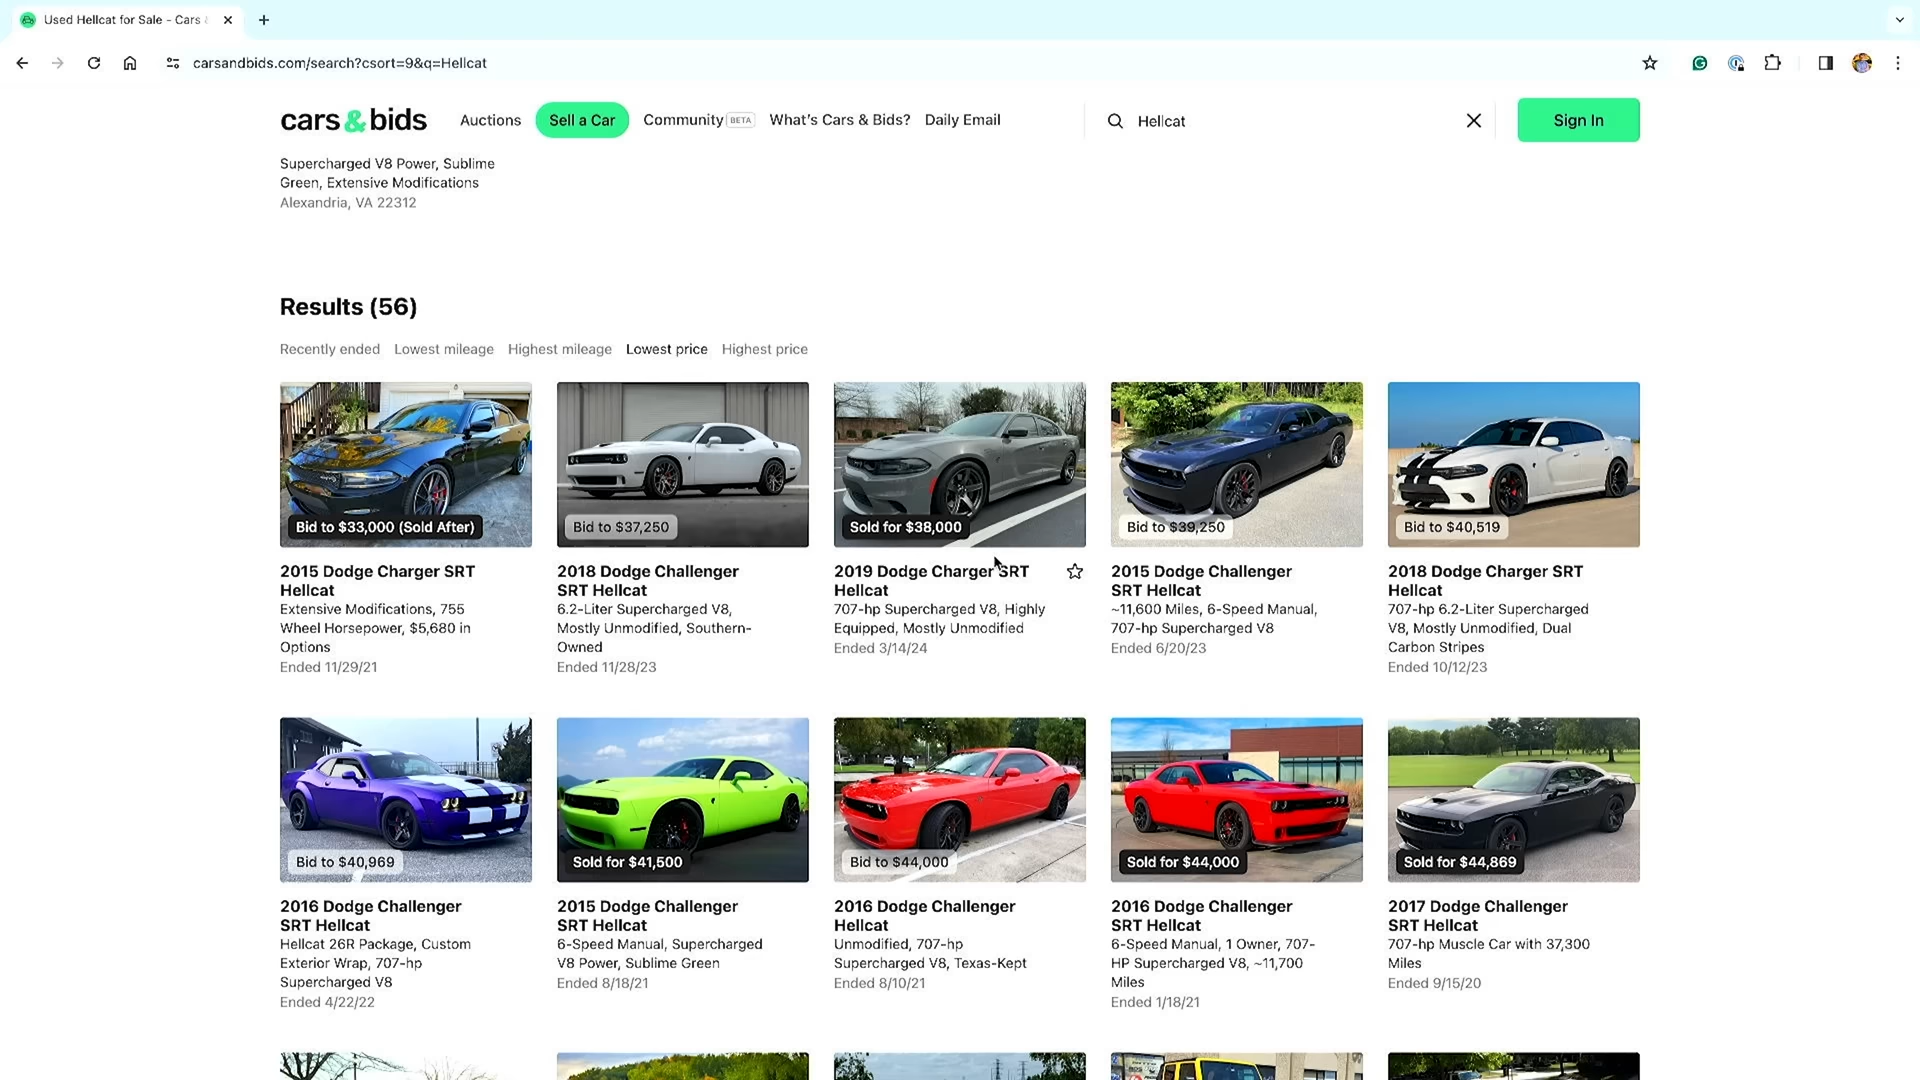 Used Hellcat for Sale - Cars
carsandbids.com/search?csort=9&q=Hellcat
cars&bids
Auctions
Sell a Car
Community BETA
What's Cars & Bids?
Daily Email
Hellcat
Sign In
Supercharged V8 Power, Sublime
Green, Extensive Modifications
Alexandria, VA 22312
Results (56)
Recently ended
Lowest mileage
Highest mileage
Lowest price
Highest price
Bid to $33,000 (Sold After)
2015 Dodge Charger SRT
Hellcat
Extensive Modifications, 755
Wheel Horsepower, $5,680 in
Options
Ended 11/29/21
Bid to $37,250
2018 Dodge Challenger
SRT Hellcat
6.2-Liter Supercharged V8,
Mostly Unmodified, Southern-
Owned
Ended 11/28/23
Sold for $38,000
2019 Dodge Charger SRT
Hellcat
707-hp Supercharged V8, Highly
Equipped, Mostly Unmodified
Ended 3/14/24
Bid to $39,250
2015 Dodge Challenger
SRT Hellcat
~11,600 Miles, 6-Speed Manual,
707-hp Supercharged V8
Ended 6/20/23
Bid to $40,519
2018 Dodge Charger SRT
Hellcat
707-hp 6.2-Liter Supercharged
V8, Mostly Unmodified, Dual
Carbon Stripes
Ended 10/12/23
Bid to $40,969
2016 Dodge Challenger
SRT Hellcat
Hellcat 26R Package, Custom
Exterior Wrap, 707-hp
Supercharged V8
Ended 4/22/22
Sold for $41,500
2015 Dodge Challenger
SRT Hellcat
6-Speed Manual, Supercharged
V8 Power, Sublime Green
Ended 8/18/21
Bid to $44,000
2016 Dodge Challenger
Hellcat
Unmodified, 707-hp
Supercharged V8, Texas-Kept
Ended 8/10/21
Sold for $44,000
2016 Dodge Challenger
SRT Hellcat
6-Speed Manual, 1 Owner, 707-
HP Supercharged V8, ~11,700
Miles
Ended 1/18/21
Sold for $44,869
2017 Dodge Challenger
SRT Hellcat
707-hp Muscle Car with 37,300
Miles
Ended 9/15/20